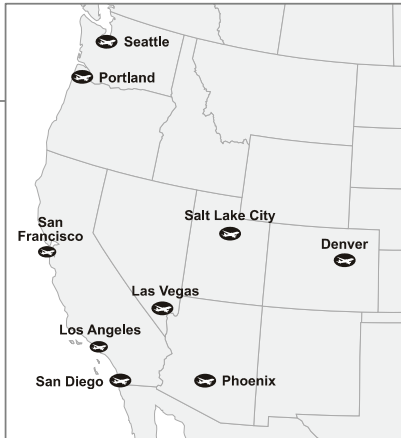 Seattle
Portland
Salt Lake City
San
Francisco
Denver
Las Vegas
Los Angeles
San Diego
Phoenix